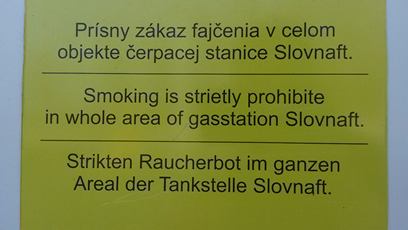 Prísny zákaz fajčenia v celom
objekte čerpacej stanice Slovnaft.
Smoking is strietly prohibite
in whole area of gasstation Slovnaft.
Strikten Raucherbot im ganzen
Areal der Tankstelle Slovnaft.